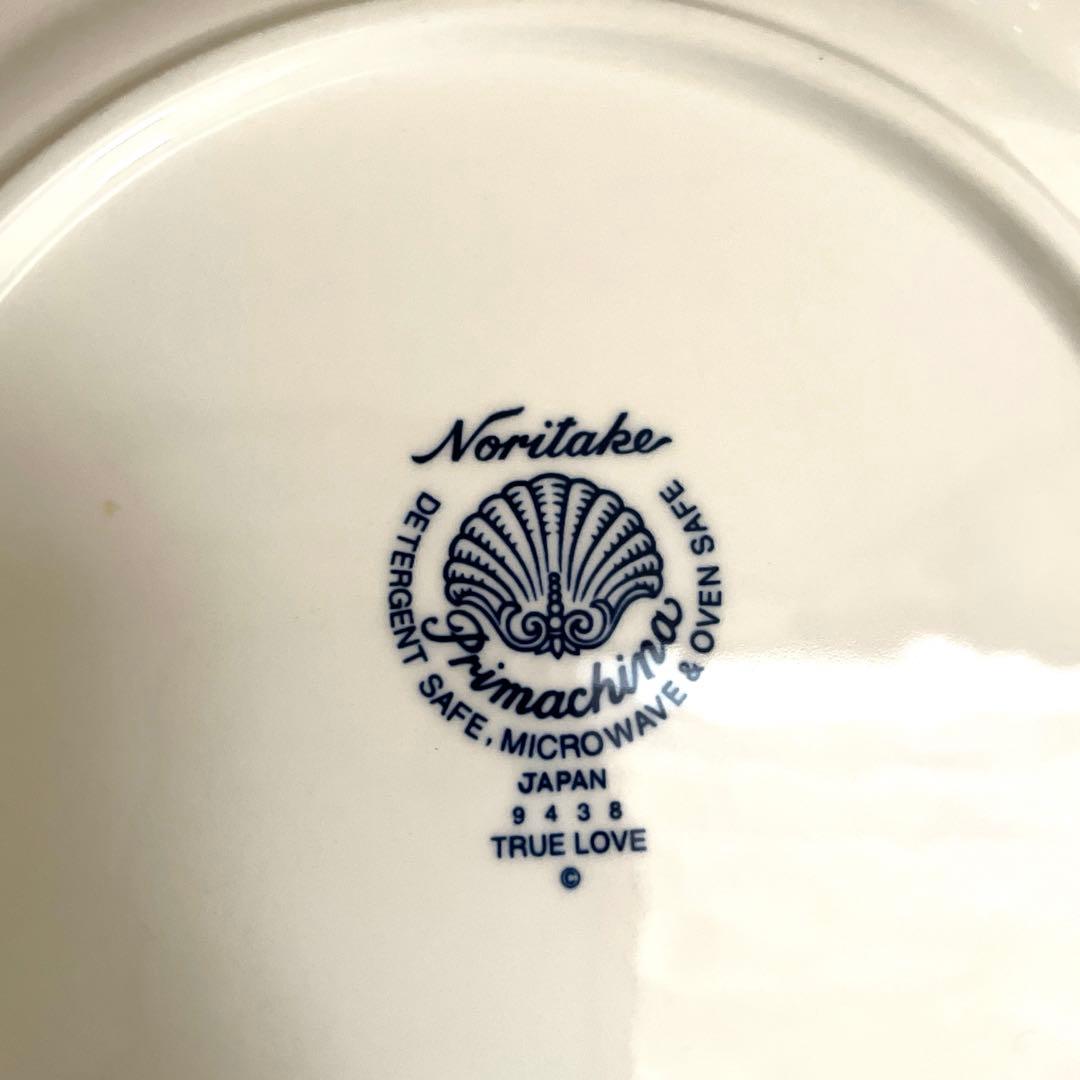 Noritake
Primachina
DETERGENT SAFE, MICROWAVE & OVEN SAFE
JAPAN
9438
TRUE LOVE
©